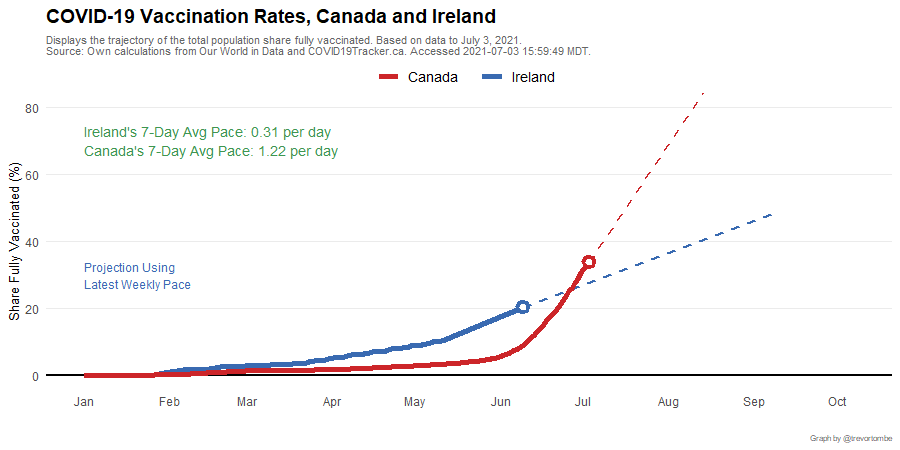 COVID-19 Vaccination Rates, Canada and Ireland
Displays the trajectory of the total population share fully vaccinated. Based on data to July 3, 2021.
Source: Own calculations from Our World in Data and COVID19Tracker.ca. Accessed 2021-07-03 15:59:49 MDT.
Canada Ireland
Share Fully Vaccinated (%)
80
60
40
20
0
Ireland's 7-Day Avg Pace: 0.31 per day
Canada's 7-Day Avg Pace: 1.22 per day
Projection Using
Latest Weekly Pace
Jan Feb Mar Apr May Jun Jul Aug Sep Oct
Graph by @trevortombe